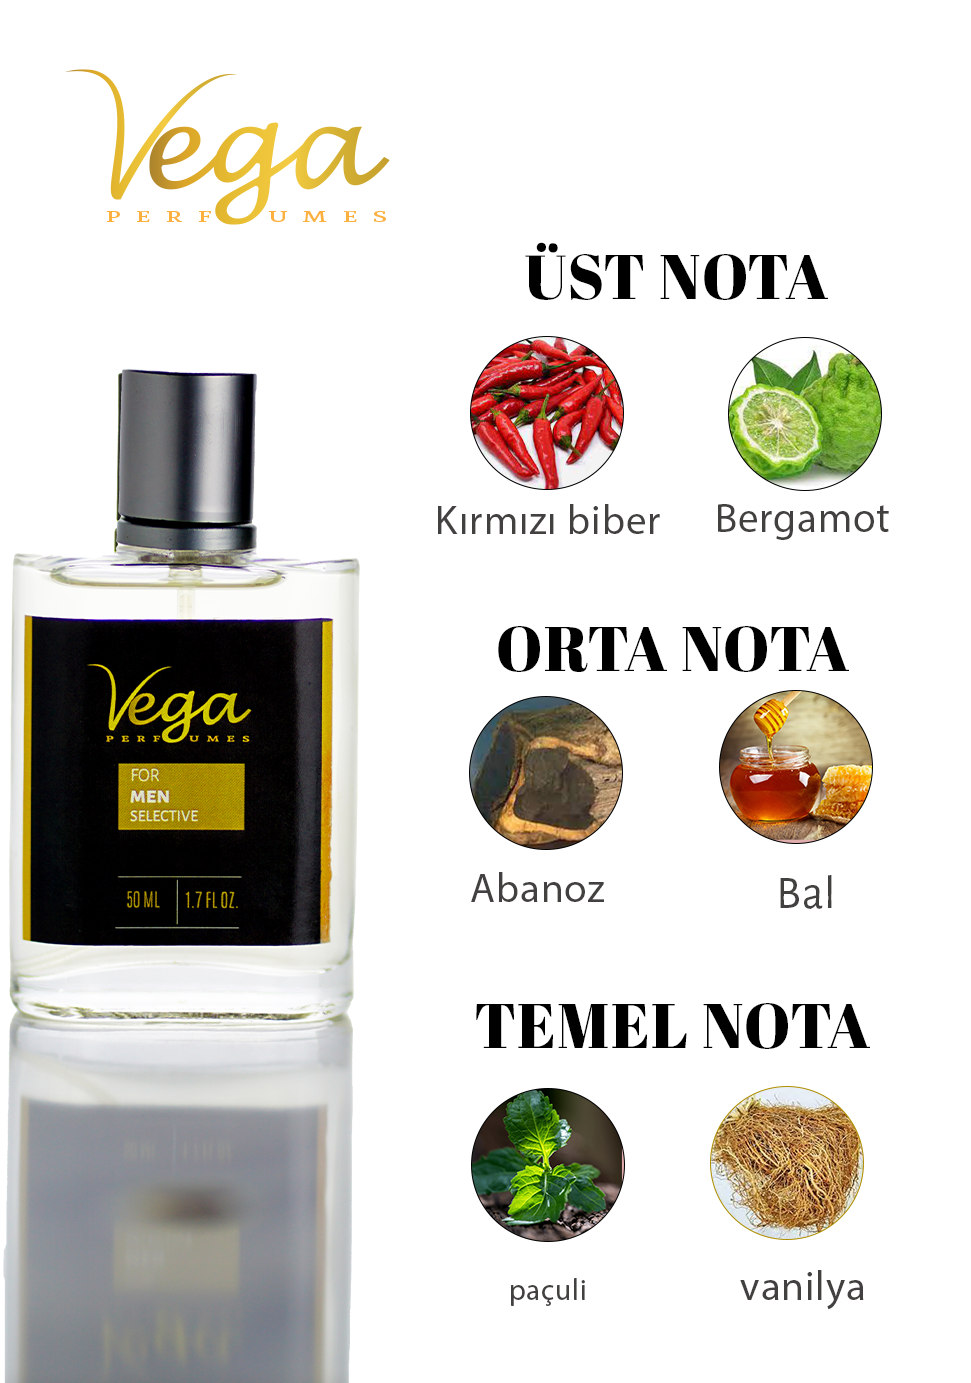 Vega
PERFUMES
ÜST NOTA
Kırmızı biber
Bergamot
ORTA NOTA
Abanoz
Bal
TEMEL NOTA
paçuli
vanilya
Vega
PERFUMES
FOR
MEN
SELECTIVE
50 ML
1.7 FL OZ.